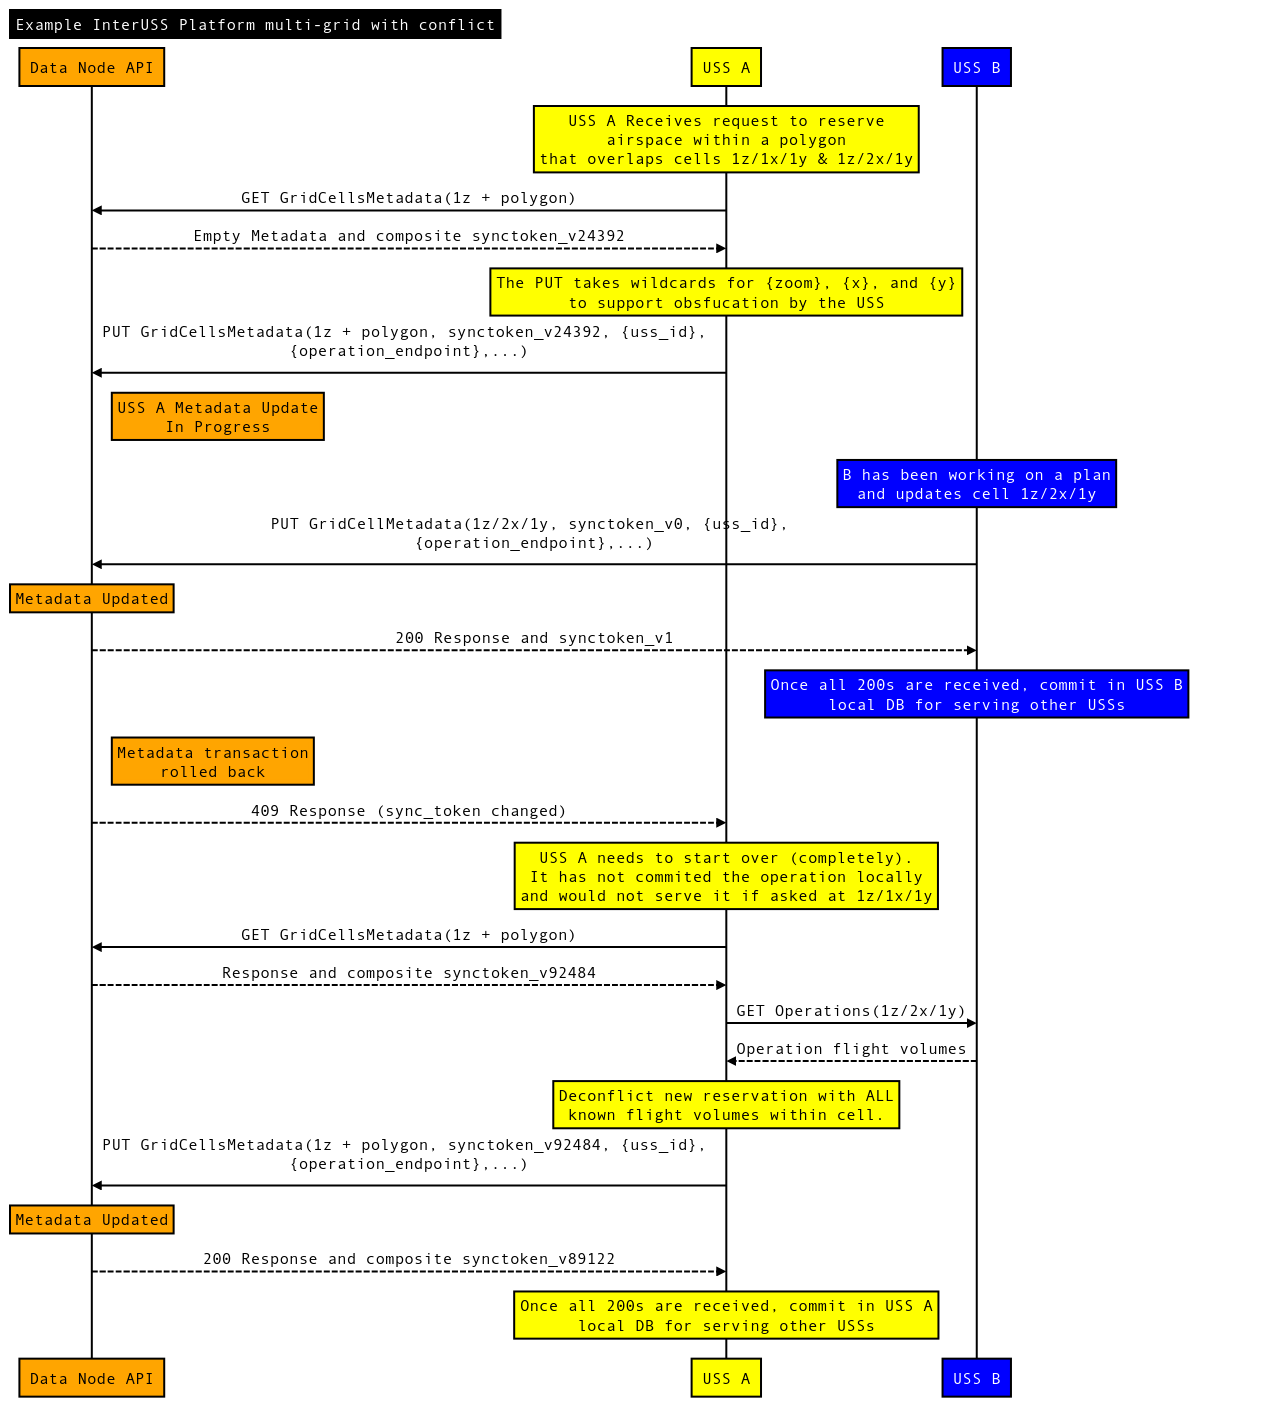 Example InterUSS Platform multi-grid with conflict
Data Node API
USS A
USS B
USS A Receives request to reserve
airspace within a polygon
that overlaps cells 1z/1x/1y & 1z/2x/1y
GET GridCellsMetadata(1z + polygon)
Empty Metadata and composite synctoken_v24392
The PUT takes wildcards for {zoom}, {x}, and {y}
to support obsfucation by the USS
PUT GridCellsMetadata(1z + polygon, synctoken_v24392, {uss_id},
{operation_endpoint},...)
USS A Metadata Update
In Progress
B has been working on a plan
and updates cell 1z/2x/1y
PUT GridCellMetadata(1z/2x/1y, synctoken_v0, {uss_id},
{operation_endpoint},...)
Metadata Updated
200 Response and synctoken_v1
Once all 200s are received, commit in USS B
local DB for serving other USSs
Metadata transaction
rolled back
409 Response (sync_token changed)
USS A needs to start over (completely).
It has not commited the operation locally
and would not serve it if asked at 1z/1x/1y
GET GridCellsMetadata(1z + polygon)
Response and composite synctoken_v92484
GET Operations(1z/2x/1y)
Operation flight volumes
Deconflict new reservation with ALL
known flight volumes within cell.
PUT GridCellsMetadata(1z + polygon, synctoken_v92484, {uss_id},
{operation_endpoint},...)
Metadata Updated
200 Response and composite synctoken_v89122
Once all 200s are received, commit in USS A
local DB for serving other USSs
Data Node API
USS A
USS B